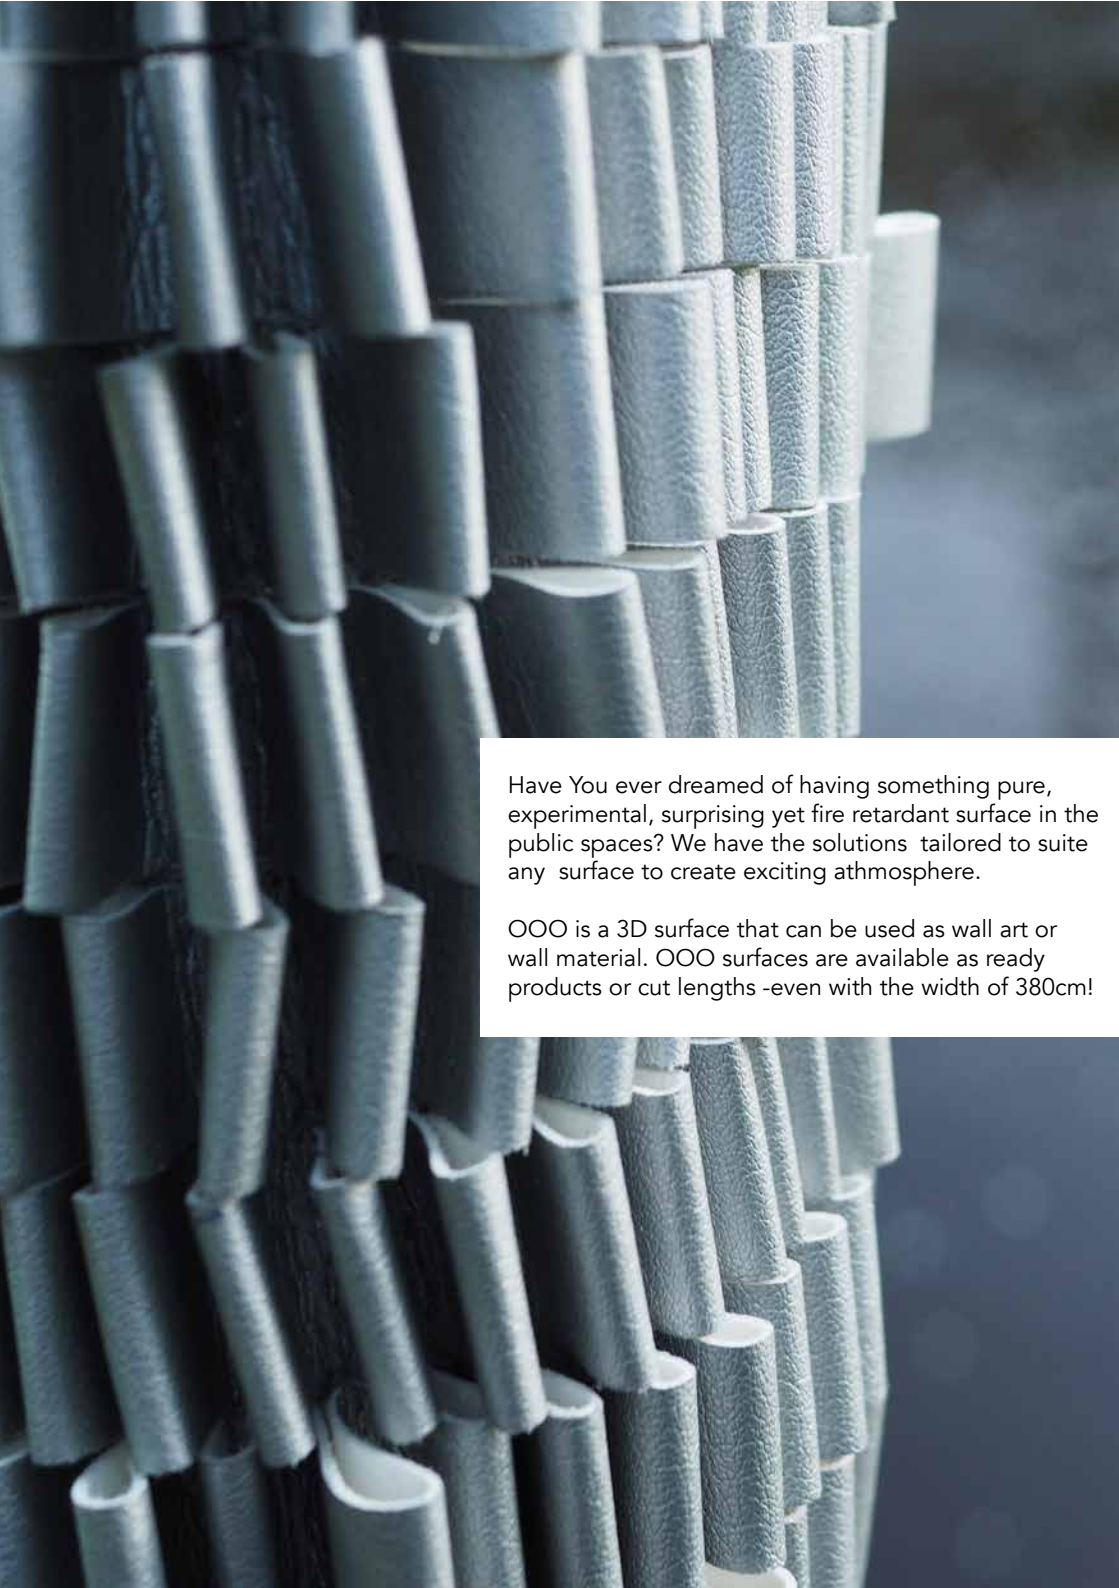 Have You ever dreamed of having something pure,
experimental, surprising yet fire retardant surface in the
public spaces? We have the solutions  tailored to suite
any  surface to create exciting athmosphere.
OOO is a 3D surface that can be used as wall art or
wall material. OOO surfaces are available as ready
products or cut lengths -even with the width of 380cm!